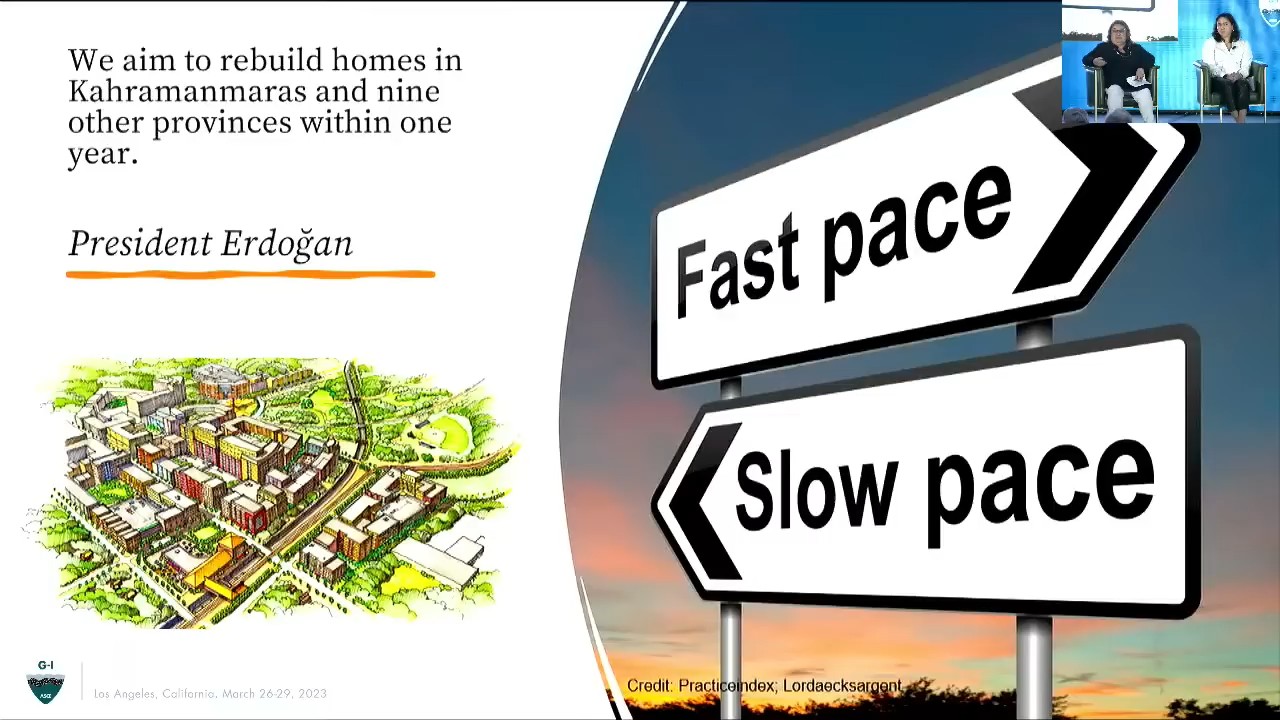 We aim to rebuild homes in
Kahramanmaras and nine
other provinces within one
year.
President Erdoğan
Fast pace
Slow pace
G-I
ASCE
Los Angeles, California, March 26-29, 2023
Credit: Practiceindex; Lordaecksargent